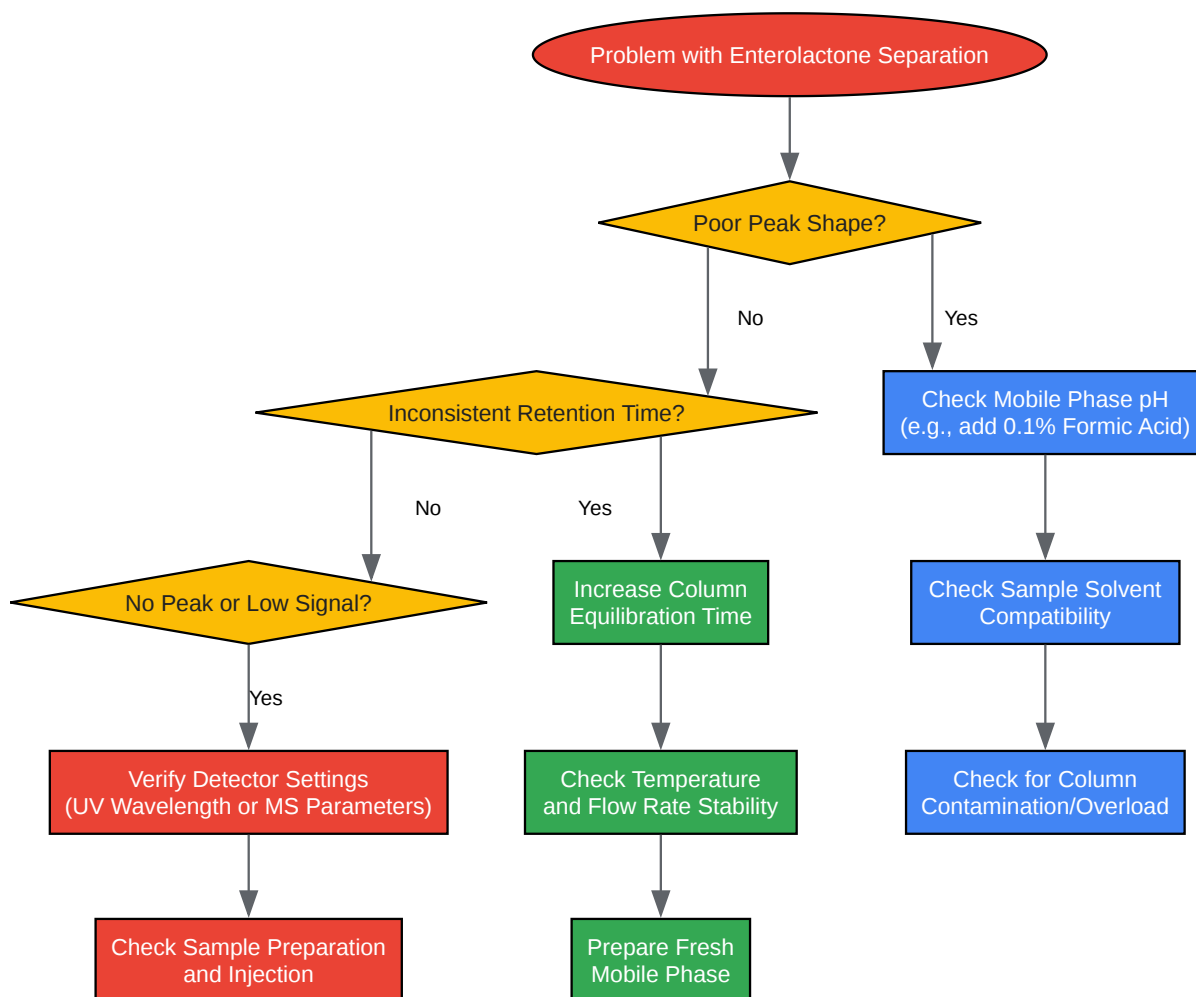 Problem with Enterolactone Separation
Poor Peak Shape?
No
Yes
Inconsistent Retention Time?
Check Mobile Phase pH
(e.g., add 0.1% Formic Acid)
No
Yes
No Peak or Low Signal?
Increase Column
Equilibration Time
Check Sample Solvent
Compatibility
Yes
Verify Detector Settings
(UV Wavelength or MS Parameters)
Check Temperature
and Flow Rate Stability
Check for Column
Contamination/Overload
Check Sample Preparation
and Injection
Prepare Fresh
Mobile Phase